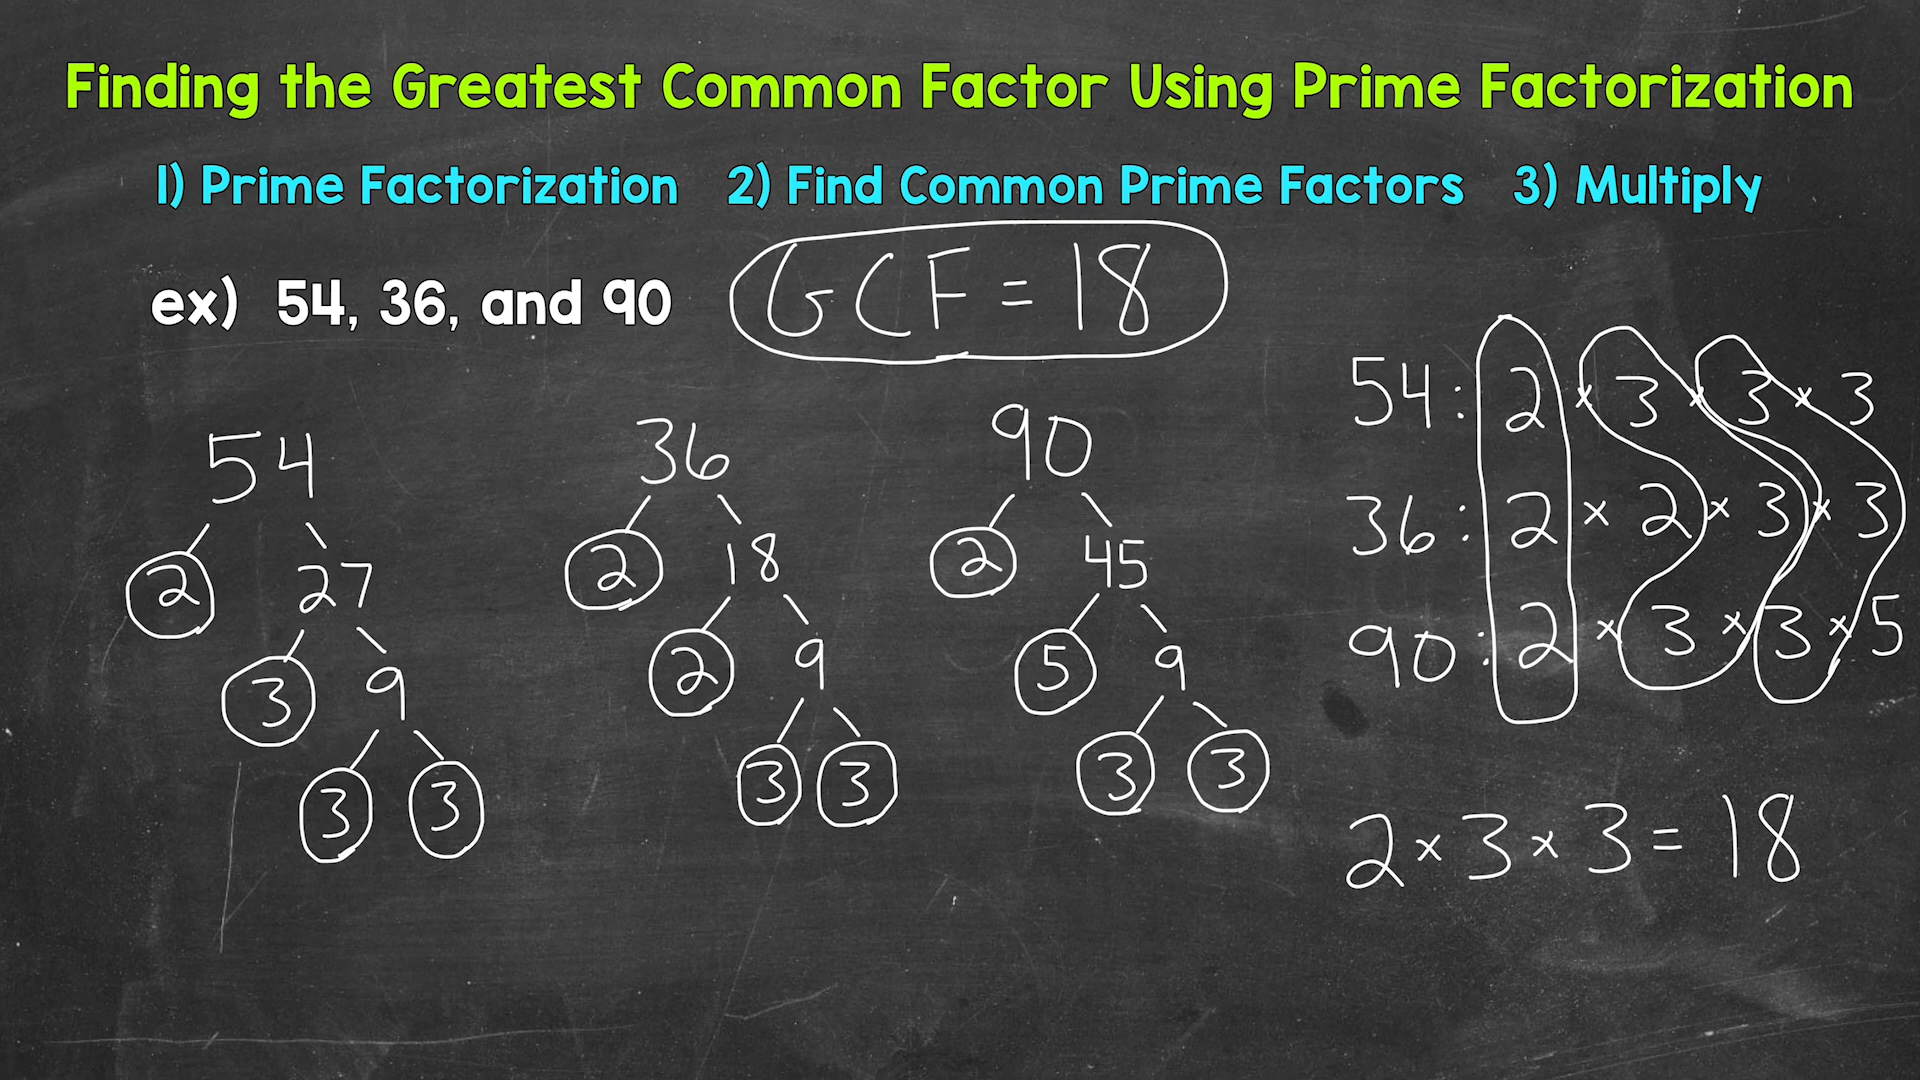 Finding the Greatest Common Factor Using Prime Factorization
1) Prime Factorization 2) Find Common Prime Factors 3) Multiply
ex) 54, 36, and 90
GCF = 18
54
2 27
3 9
3 3
36
2 18
2 9
3 3
90
2 45
5 9
3 3
54: 2 × 3 × 3 × 3
36: 2 × 2 × 3 × 3
90: 2 × 3 × 3 × 5
2 × 3 × 3 = 18